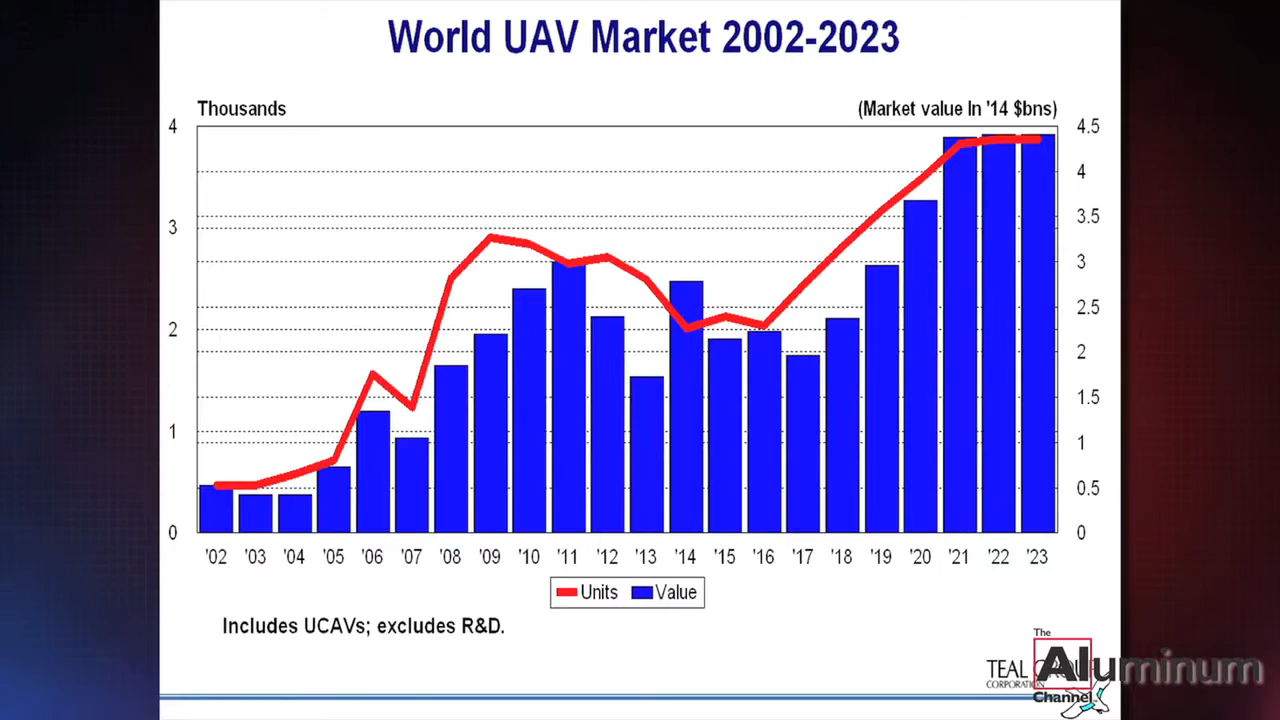 World UAV Market 2002-2023
Thousands
(Market value In '14 $bns)
4
3
2
1
0
4.5
4
3.5
3
2.5
2
1.5
1
0.5
0
'02 '03 '04 '05 '06 '07 '08 '09 '10 '11 '12 '13 '14 '15 '16 '17 '18 '19 '20 '21 '22 '23
Units Value
Includes UCAVs; excludes R&D.
TEAL GROUP
CORPORATION
The
Aluminum
Channel